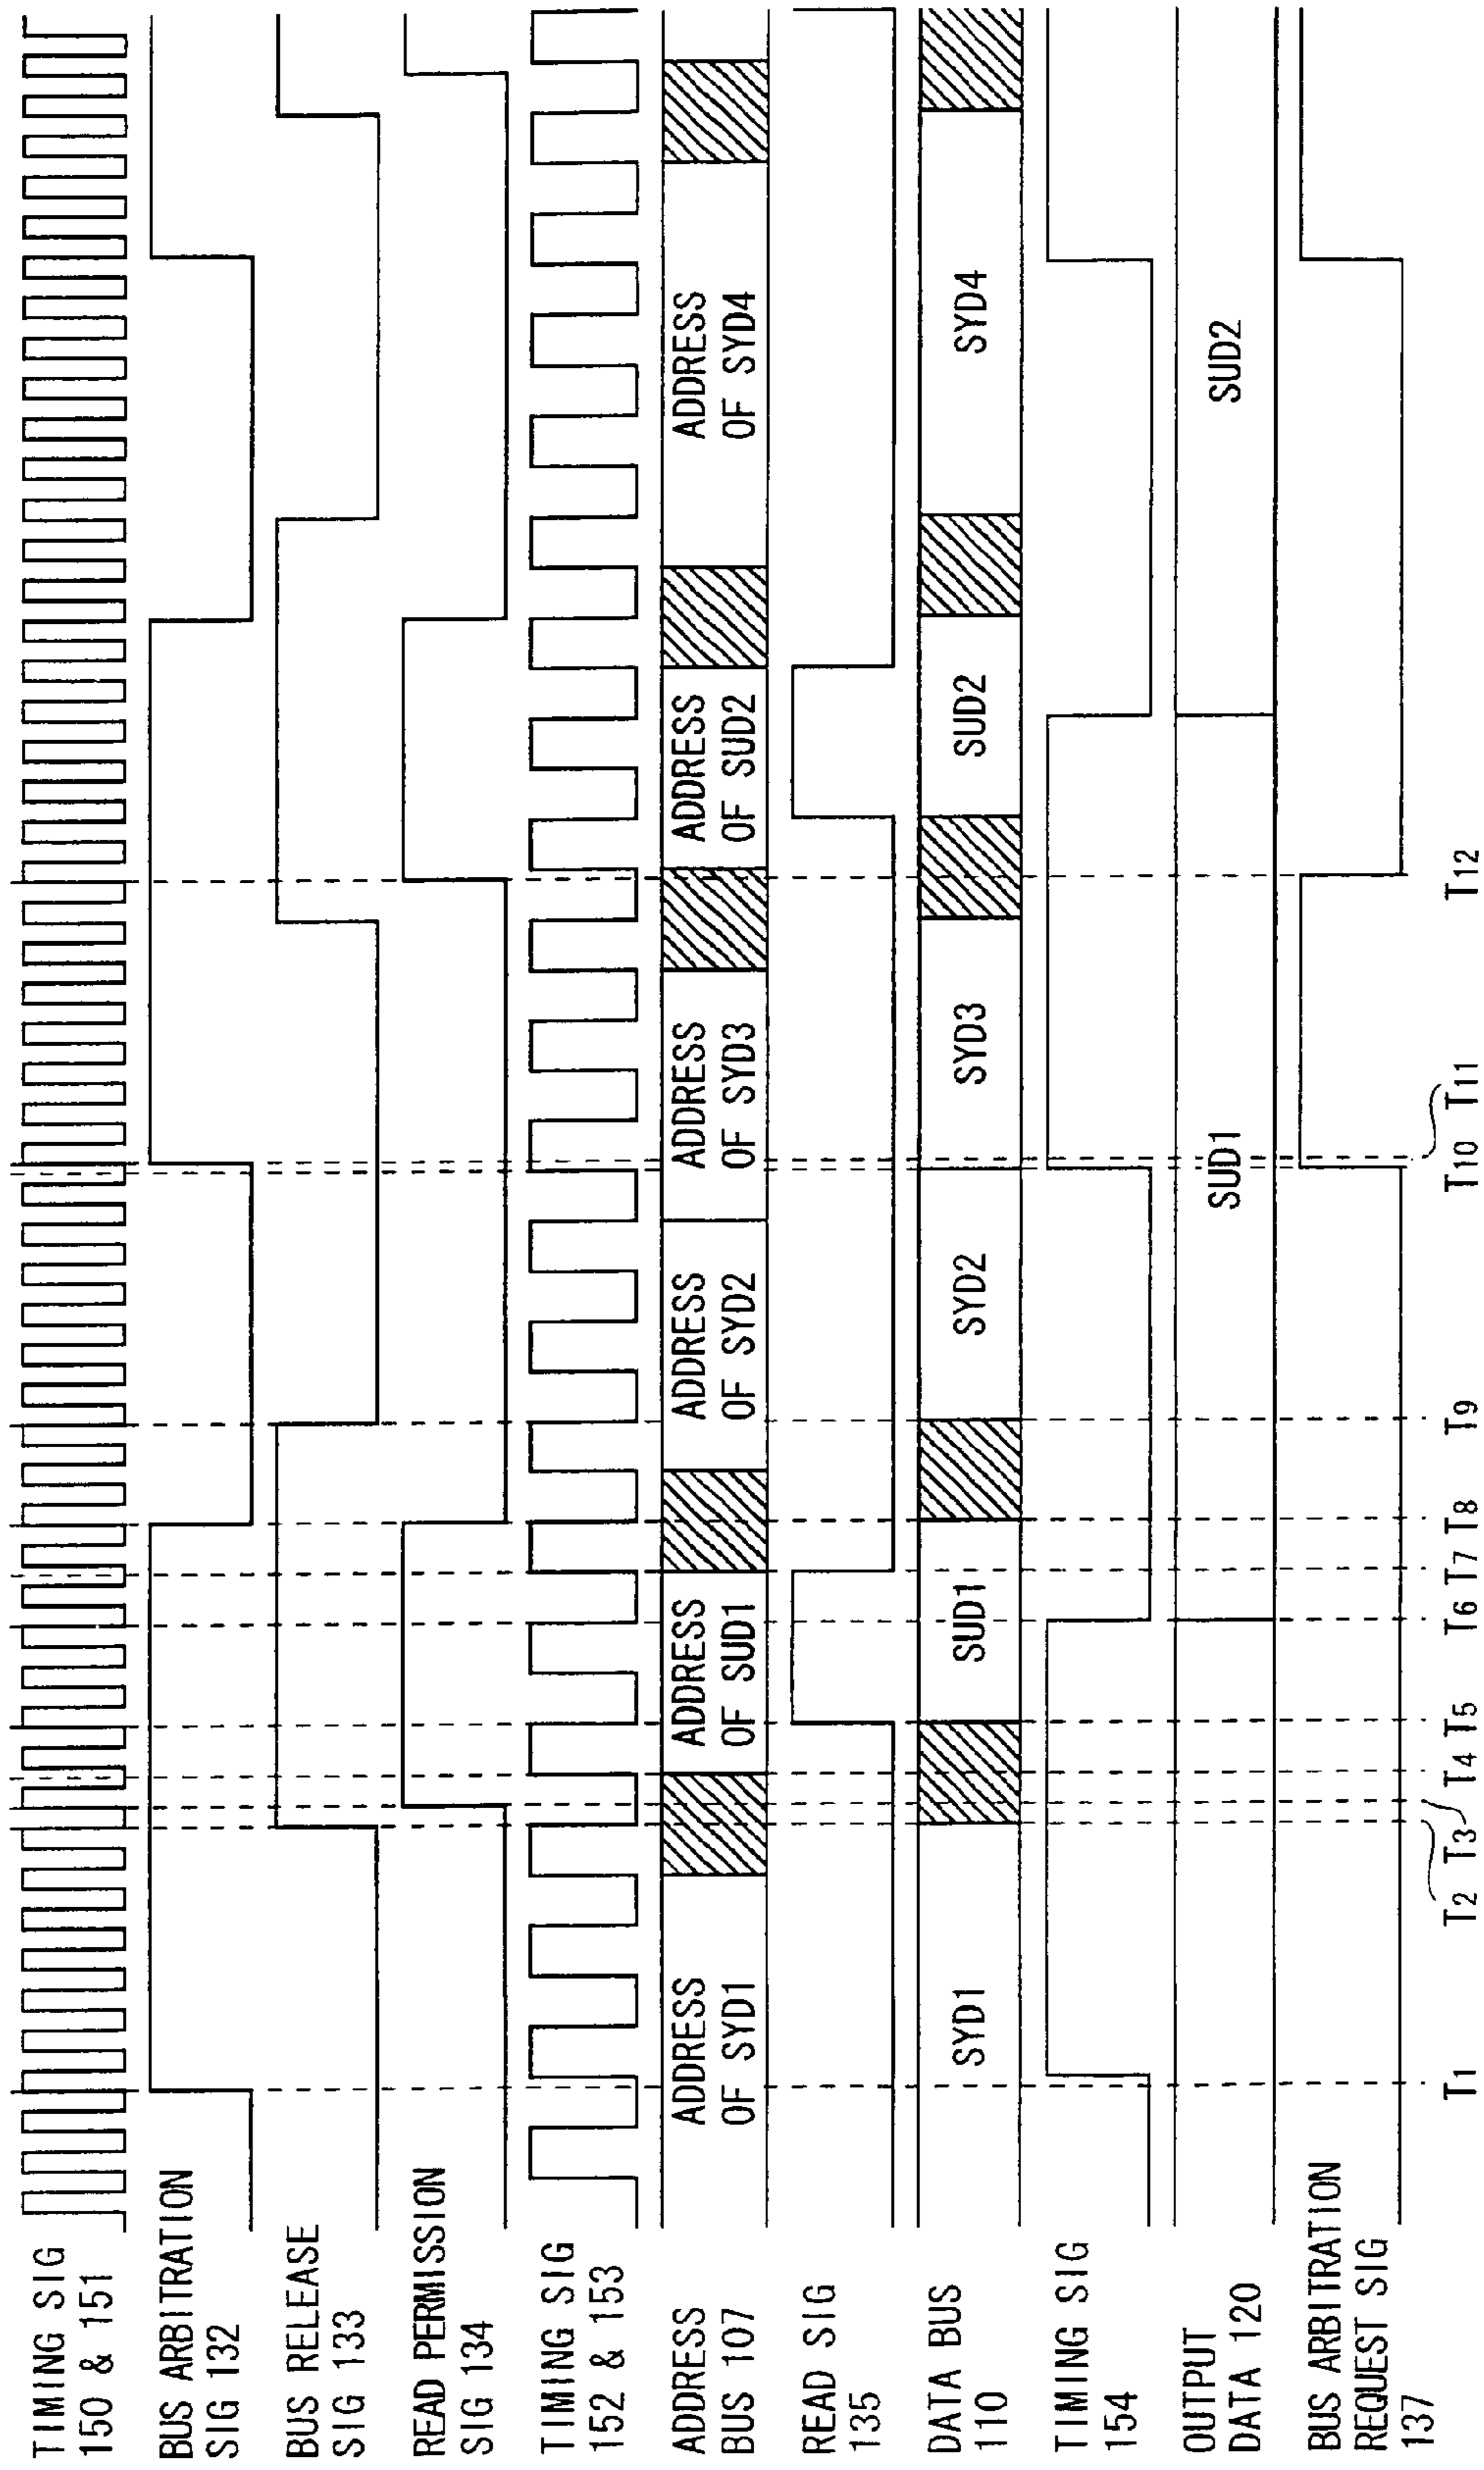 TIMING SIG
150 & 151
BUS ARBITRATION
SIG 132
BUS RELEASE
SIG 133
READ PERMISSION
SIG 134
TIMING SIG
152 & 153
ADDRESS
BUS 107
ADDRESS
OF SYD1
ADDRESS
OF SUD1
ADDRESS
OF SYD2
ADDRESS
OF SYD3
ADDRESS
OF SUD2
ADDRESS
OF SYD4
READ SIG
135
DATA BUS
110
SYD1
SUD1
SYD2
SYD3
SUD2
SYD4
TIMING SIG
154
OUTPUT
DATA 120
SUD1
SUD2
BUS ARBITRATION
REQUEST SIG
137
T1 T2 T3 T4 T5 T6 T7 T8 T9 T10 T11 T12